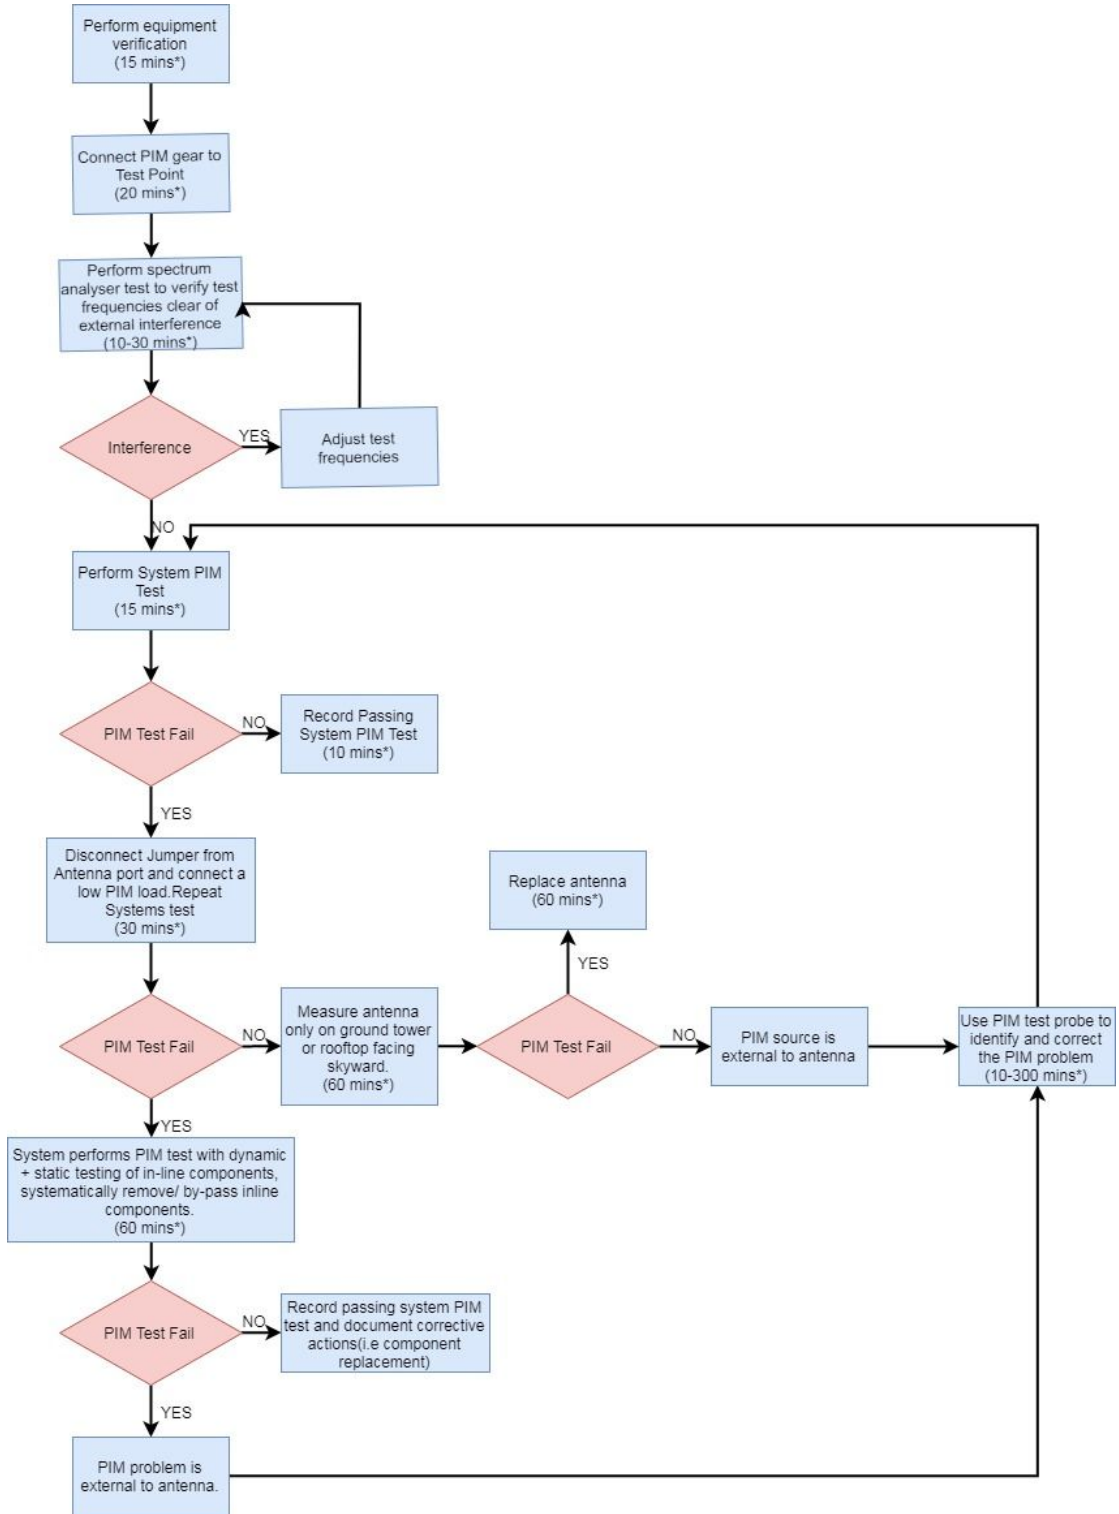 Perform equipment
verification
(15 mins*)
Connect PIM gear to
Test Point
(20 mins*)
Perform spectrum
analyser test to verify test
frequencies clear of
external interference
(10-30 mins*)
Interference
YES
Adjust test
frequencies
NO
Perform System PIM
Test
(15 mins*)
PIM Test Fail
NO
Record Passing
System PIM Test
(10 mins*)
YES
Disconnect Jumper from
Antenna port and connect a
low PIM load.Repeat
Systems test
(30 mins*)
Replace antenna
(60 mins*)
YES
PIM Test Fail
NO
Measure antenna
only on ground tower
or rooftop facing
skyward.
(60 mins*)
PIM Test Fail
NO
PIM source is
external to antenna
Use PIM test probe to
identify and correct
the PIM problem
(10-300 mins*)
YES
System performs PIM test with dynamic
+ static testing of in-line components,
systematically remove/ by-pass inline
components.
(60 mins*)
PIM Test Fail
NO
Record passing system PIM
test and document corrective
actions(i.e component
replacement)
YES
PIM problem is
external to antenna.